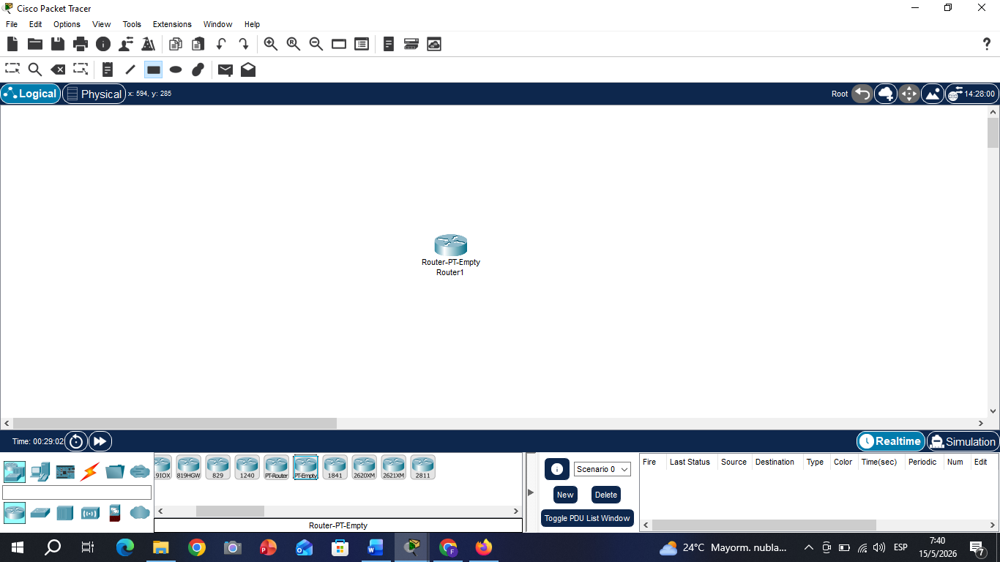 Cisco Packet Tracer
File Edit Options View Tools Extensions Window Help
?
Logical Physical x: 594, y: 285 Root 14:28:00
Router-PT-Empty
Router1
Time: 00:29:02 Realtime Simulation
Fire Last Status Source Destination Type Color Time(sec) Periodic Num Edit
Scenario 0
19IOX 819HGW 829 1240 PT-Router PT-Empty 1841 2620XM 2621XM 2811
New Delete
Toggle PDU List Window
Router-PT-Empty
24°C Mayorm. nubla... ESP 7:40
15/5/2026 7